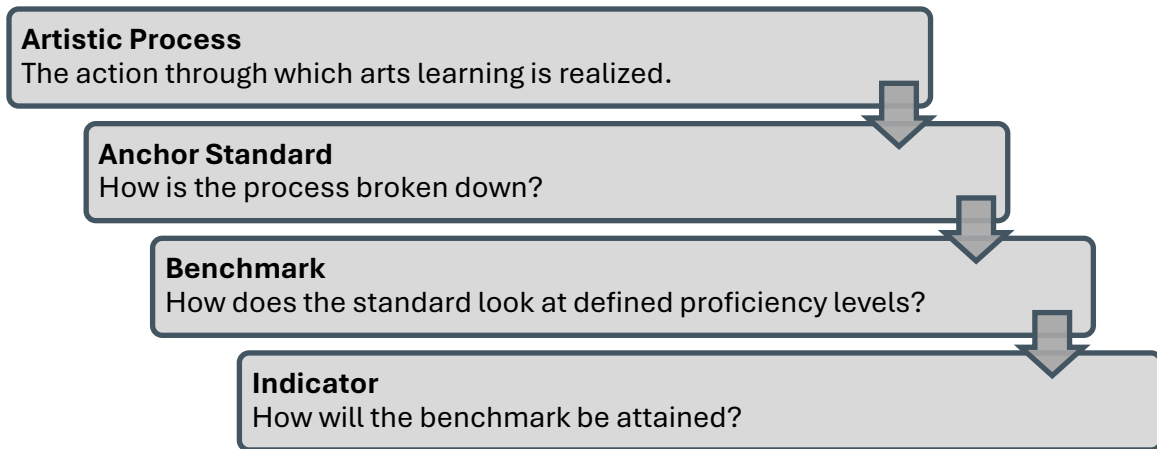 Artistic Process
The action through which arts learning is realized.
Anchor Standard
How is the process broken down?
Benchmark
How does the standard look at defined proficiency levels?
Indicator
How will the benchmark be attained?